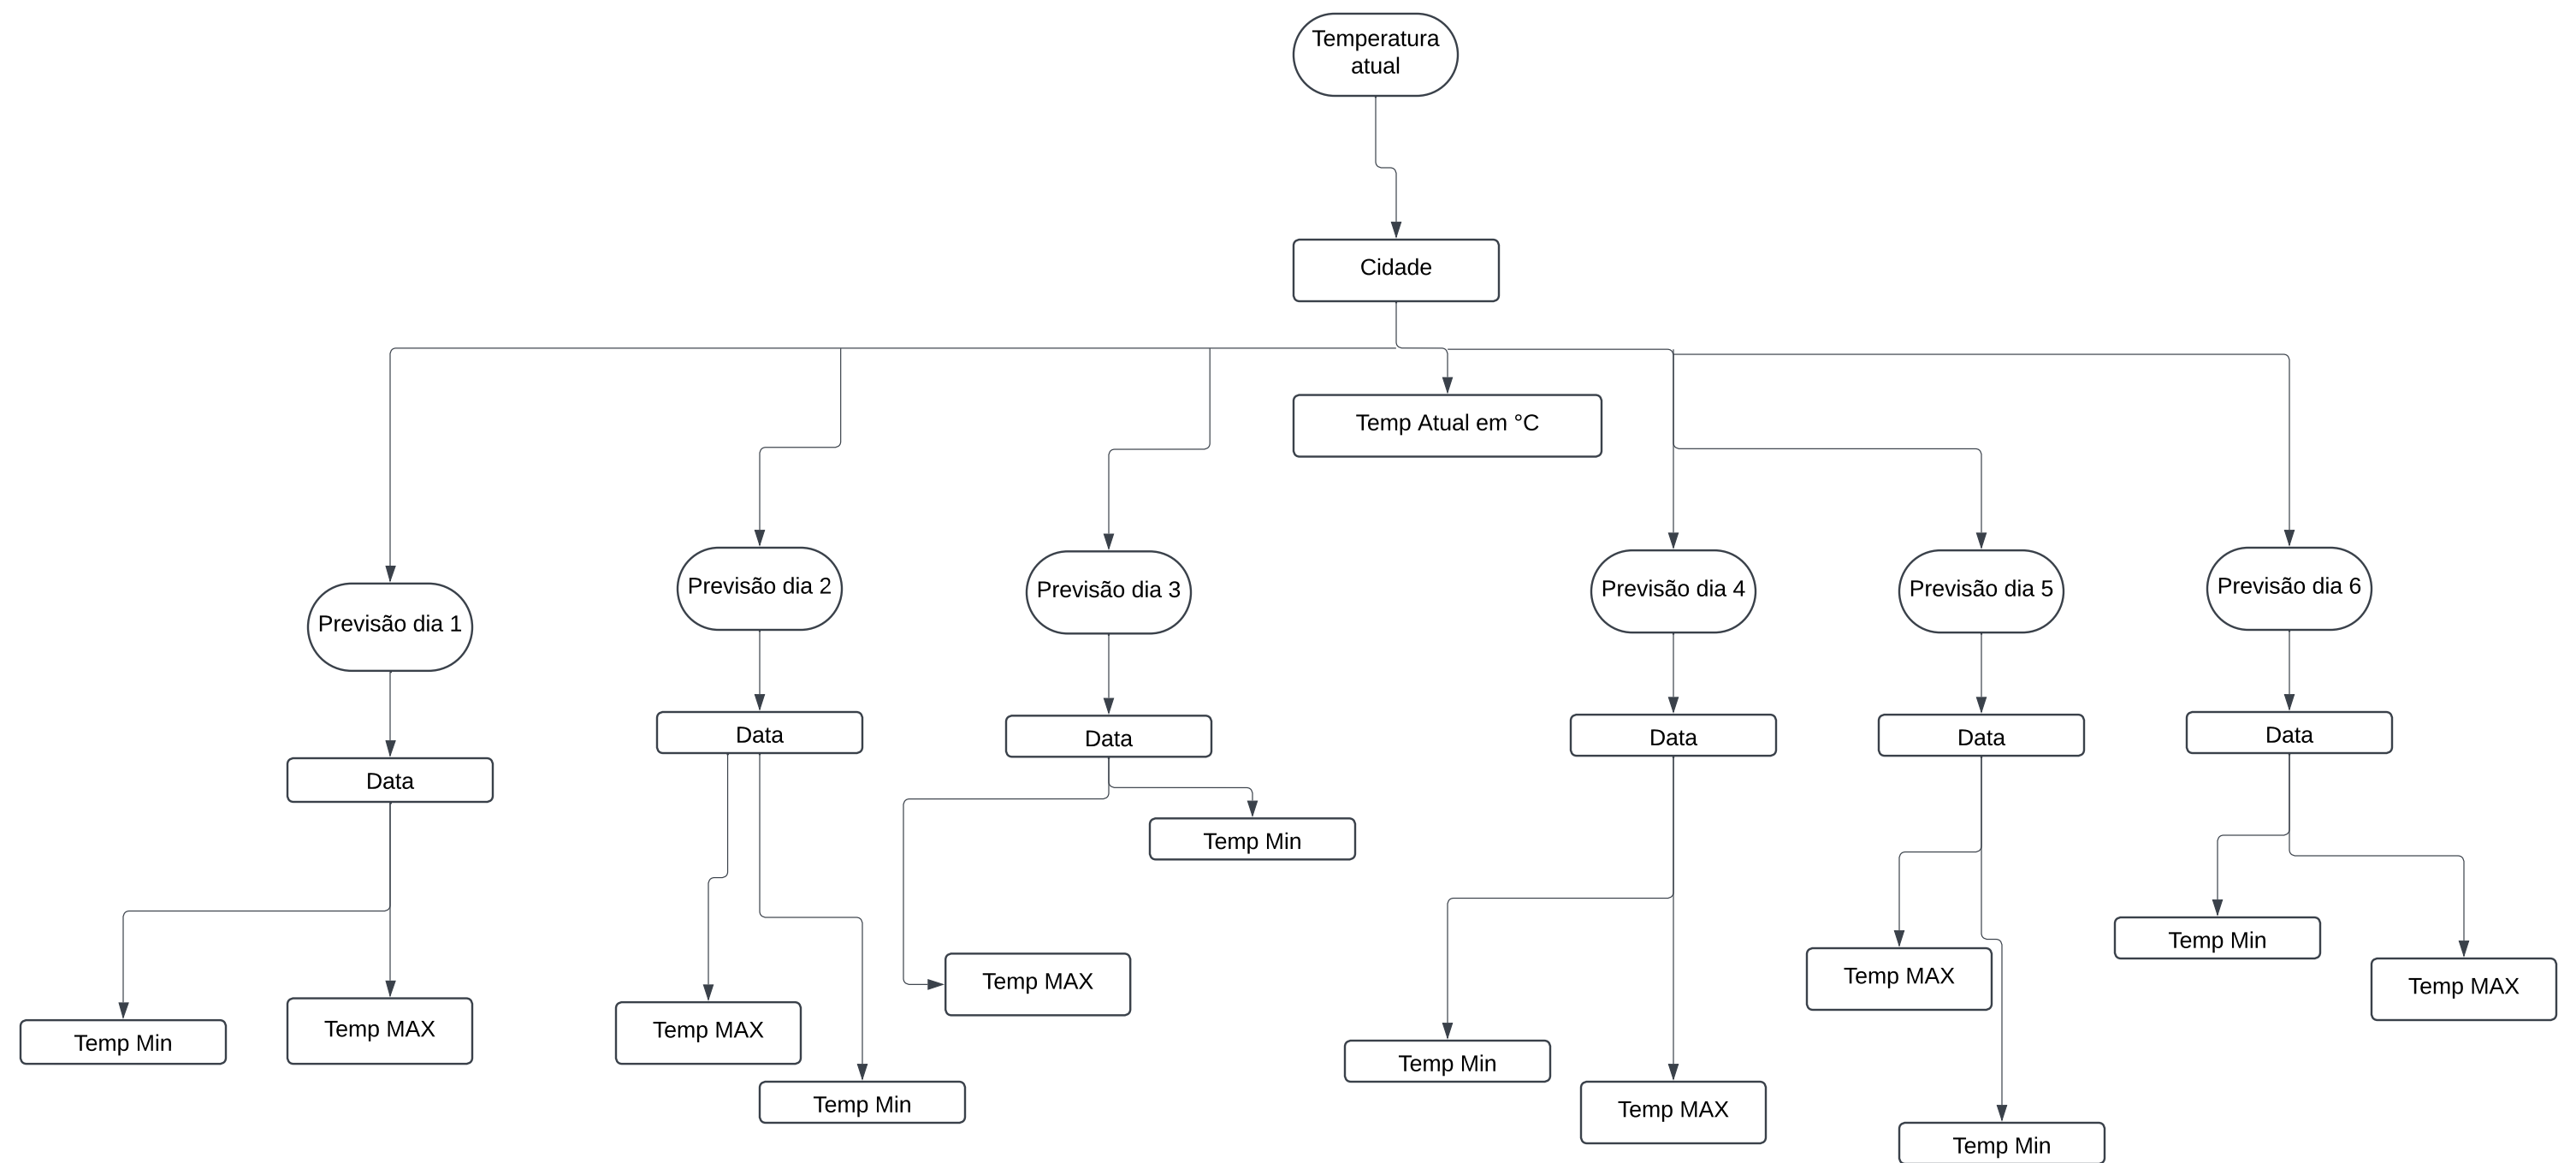 Temperatura
atual
Cidade
Temp Atual em °C
Previsão dia 1
Previsão dia 2
Previsão dia 3
Previsão dia 4
Previsão dia 5
Previsão dia 6
Data
Data
Data
Data
Data
Data
Temp Min
Temp MAX
Temp MAX
Temp Min
Temp MAX
Temp Min
Temp Min
Temp MAX
Temp MAX
Temp Min
Temp Min
Temp MAX